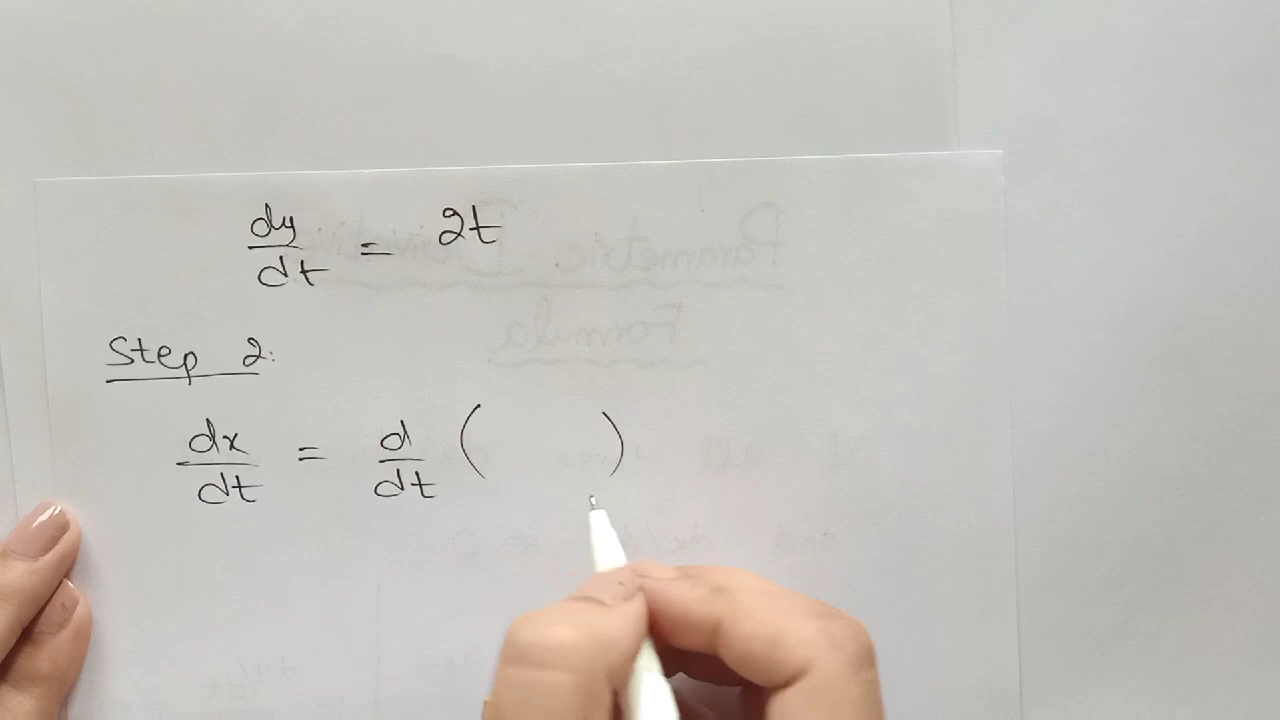 dy/dt = 2t
Step 2:
dx/dt = d/dt ( )